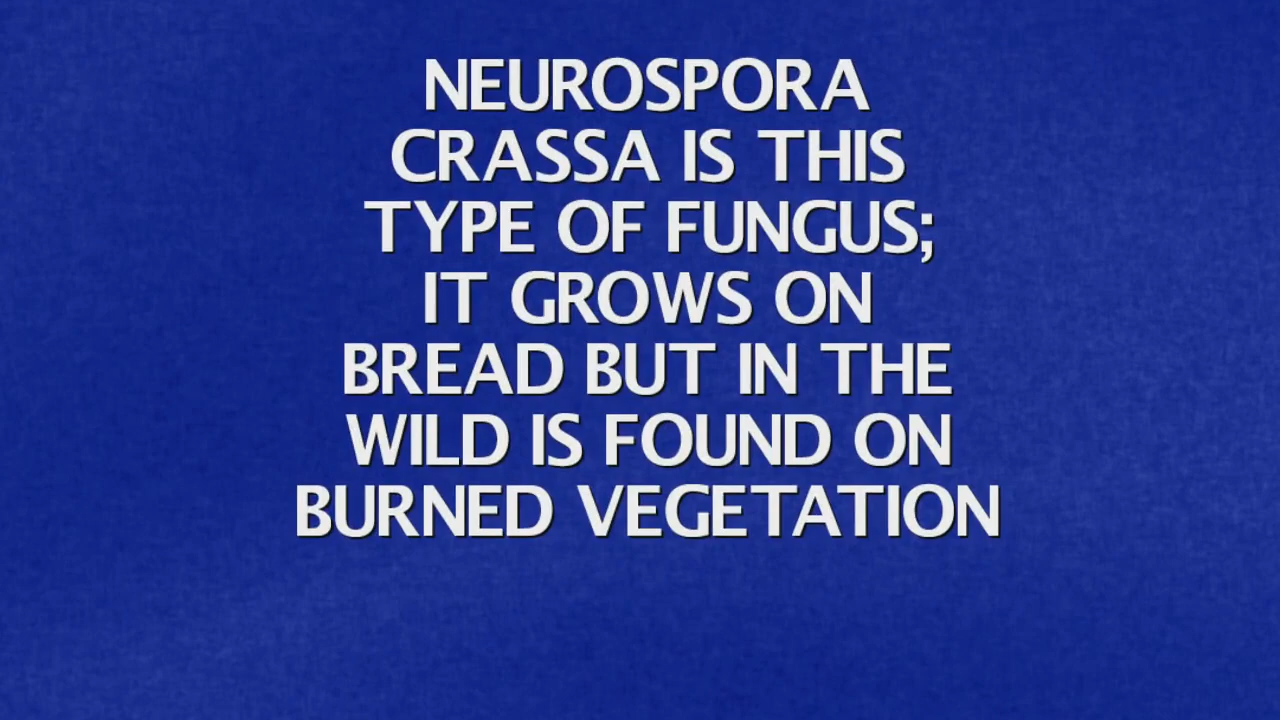 NEUROSPORA
CRASSA IS THIS
TYPE OF FUNGUS;
IT GROWS ON
BREAD BUT IN THE
WILD IS FOUND ON
BURNED VEGETATION